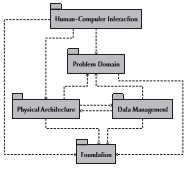 Human-Computer Interaction
Problem Domain
Physical Architecture
Data Management
Foundation